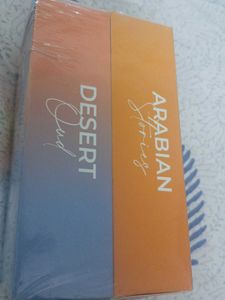 ARABIAN
Stories
DESERT
Oud